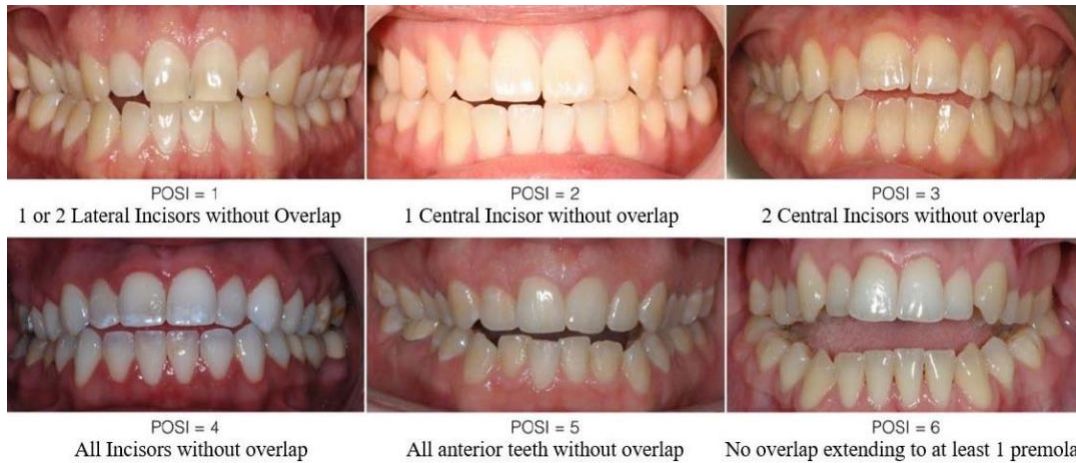 POSI = 1
1 or 2 Lateral Incisors without Overlap
POSI = 2
1 Central Incisor without overlap
POSI = 3
2 Central Incisors without overlap
POSI = 4
All Incisors without overlap
POSI = 5
All anterior teeth without overlap
POSI = 6
No overlap extending to at least 1 premola